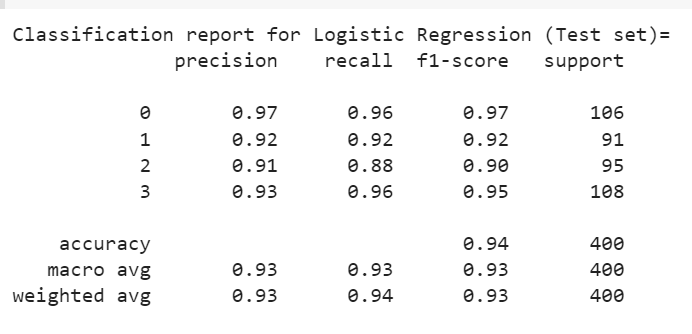 Classification report for Logistic Regression (Test set)=
precision recall f1-score support
0 0.97 0.96 0.97 106
1 0.92 0.92 0.92 91
2 0.91 0.88 0.90 95
3 0.93 0.96 0.95 108
accuracy 0.94 400
macro avg 0.93 0.93 0.93 400
weighted avg 0.93 0.94 0.93 400